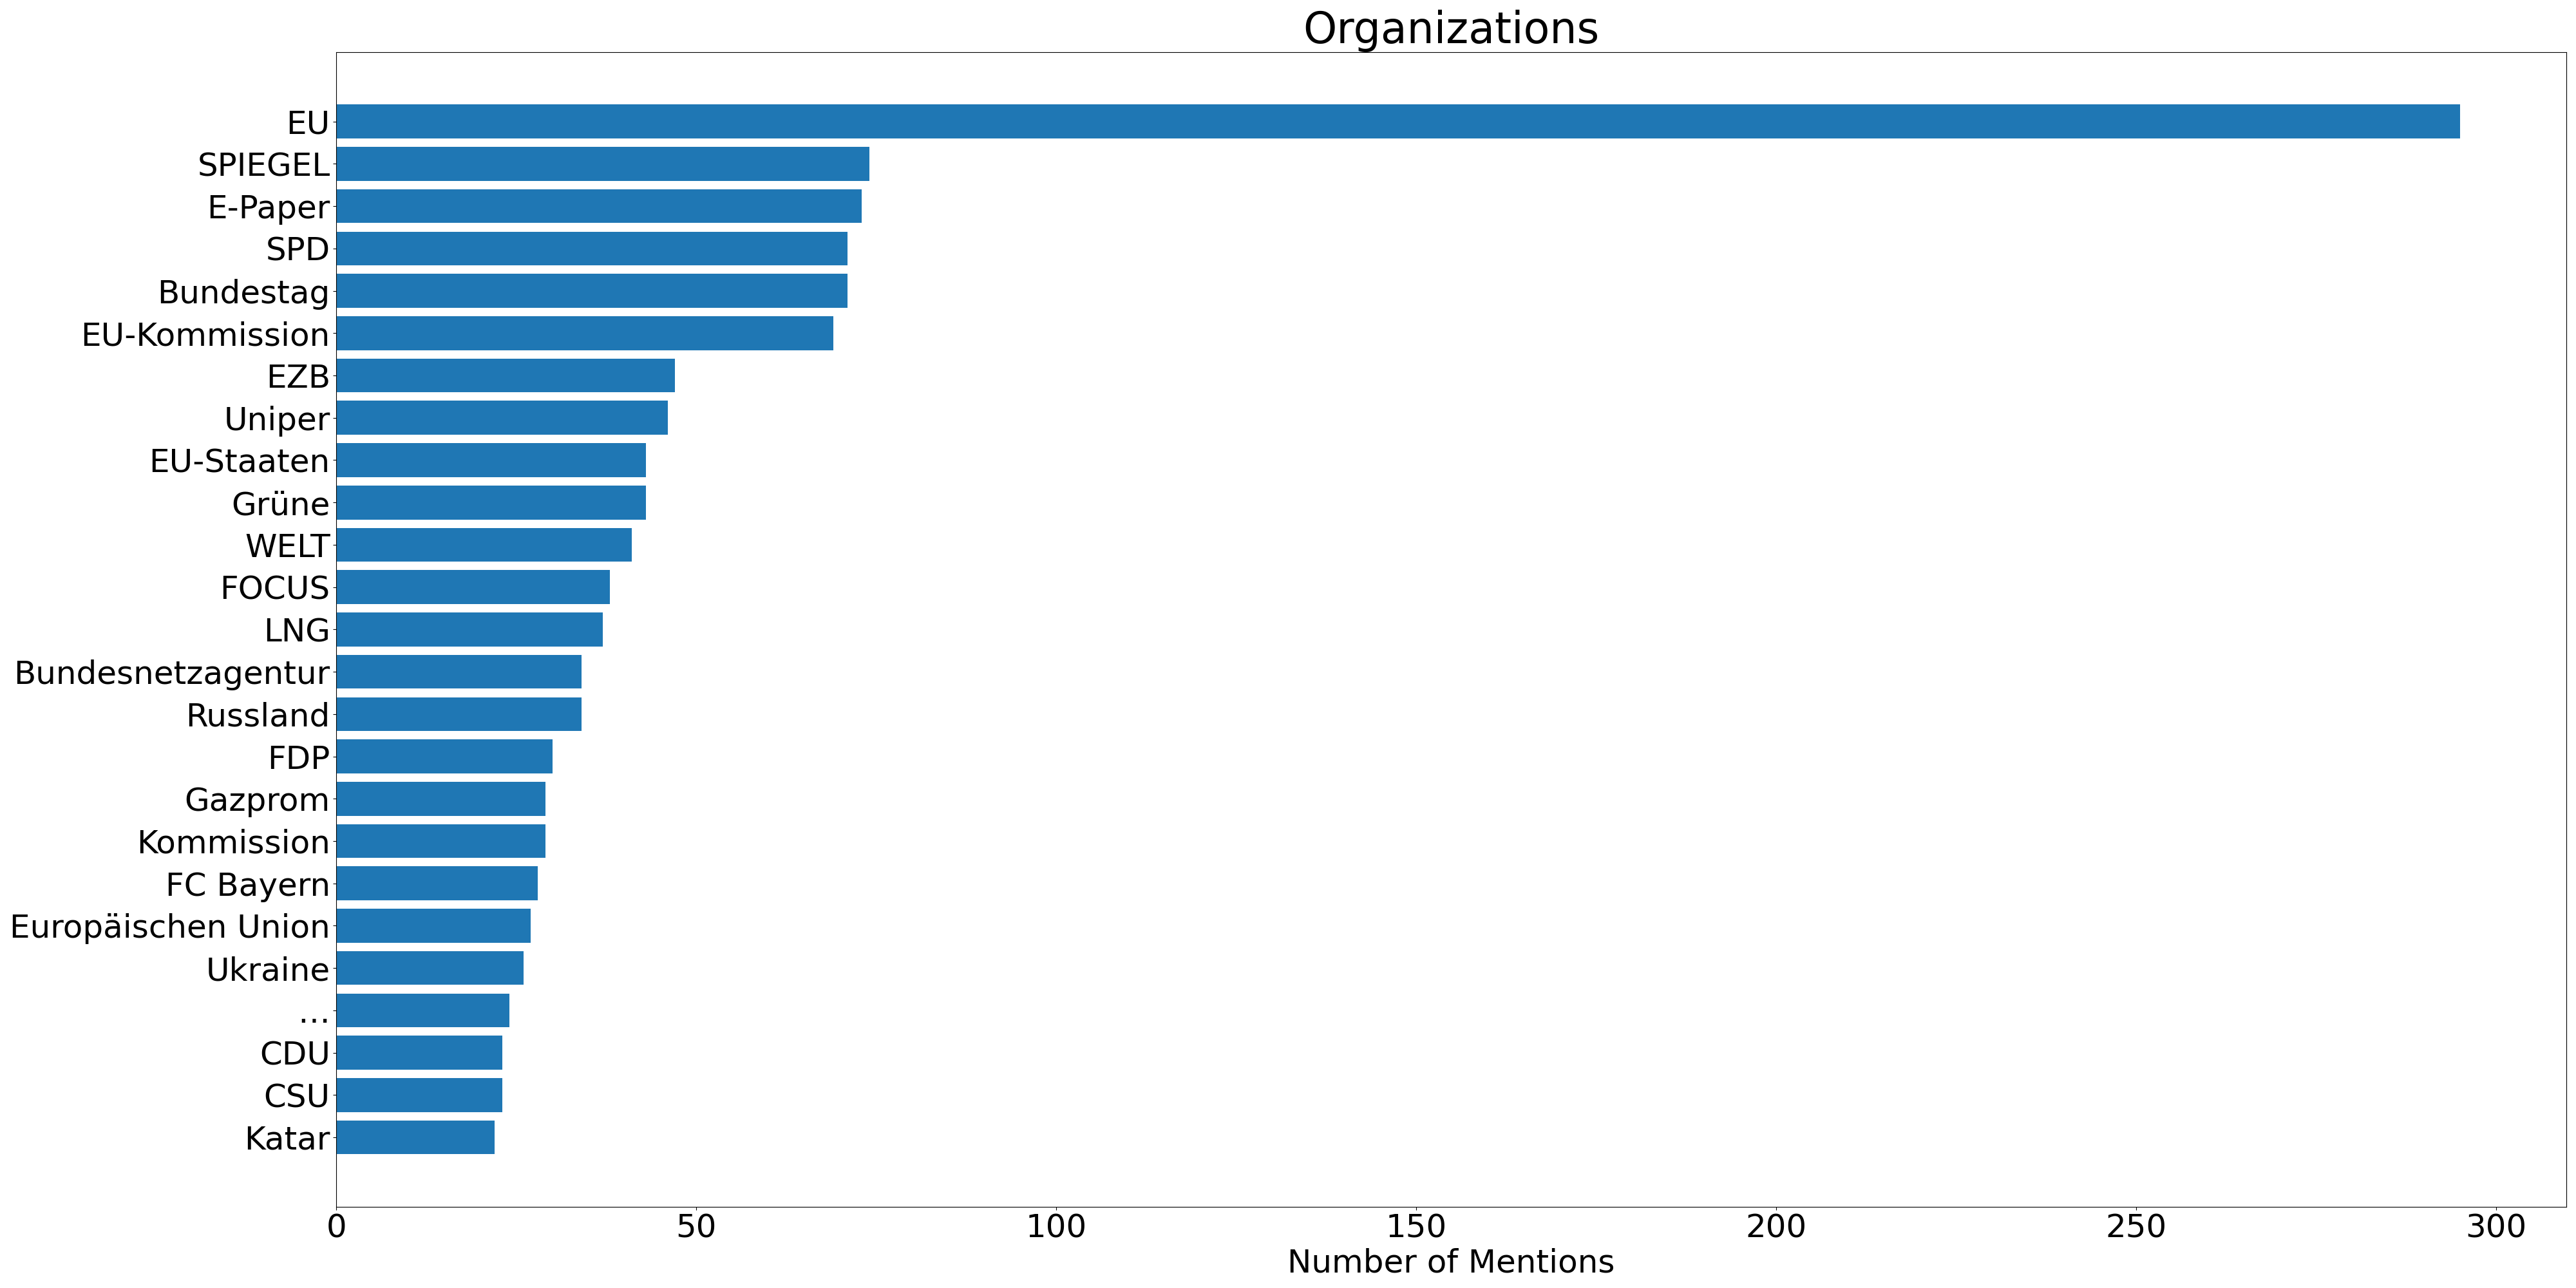 Organizations
EU
SPIEGEL
E-Paper
SPD
Bundestag
EU-Kommission
EZB
Uniper
EU-Staaten
Grüne
WELT
FOCUS
LNG
Bundesnetzagentur
Russland
FDP
Gazprom
Kommission
FC Bayern
Europäischen Union
Ukraine
...
CDU
CSU
Katar
0 50 100 150 200 250 300
Number of Mentions